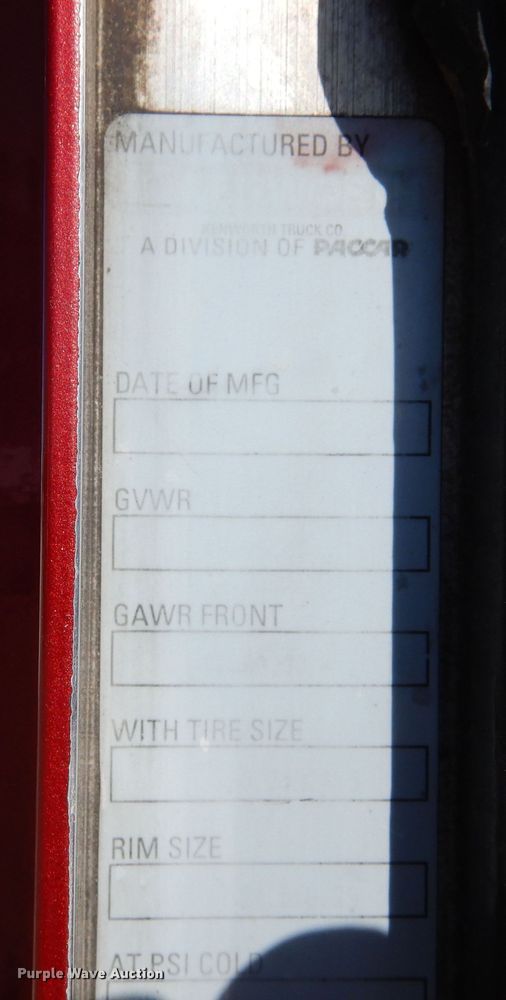 MANUFACTURED BY
KENWORTH TRUCK CO.
A DIVISION OF PACCAR
DATE OF MFG
GVWR
GAWR FRONT
WITH TIRE SIZE
RIM SIZE
AT PSI COLD
Purple Wave Auction